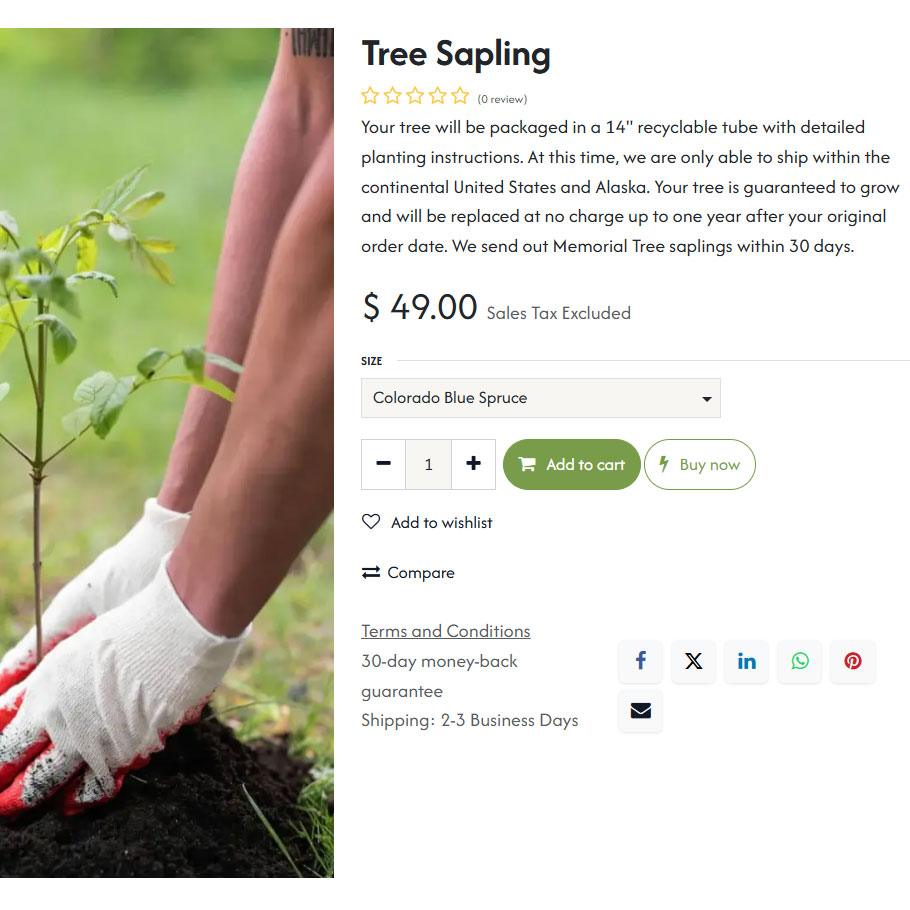 Tree Sapling
(0 review)
Your tree will be packaged in a 14" recyclable tube with detailed
planting instructions. At this time, we are only able to ship within the
continental United States and Alaska. Your tree is guaranteed to grow
and will be replaced at no charge up to one year after your original
order date. We send out Memorial Tree saplings within 30 days.
$ 49.00 Sales Tax Excluded
SIZE
Colorado Blue Spruce
1 Add to cart Buy now
Add to wishlist
Compare
Terms and Conditions
30-day money-back
guarantee
Shipping: 2-3 Business Days